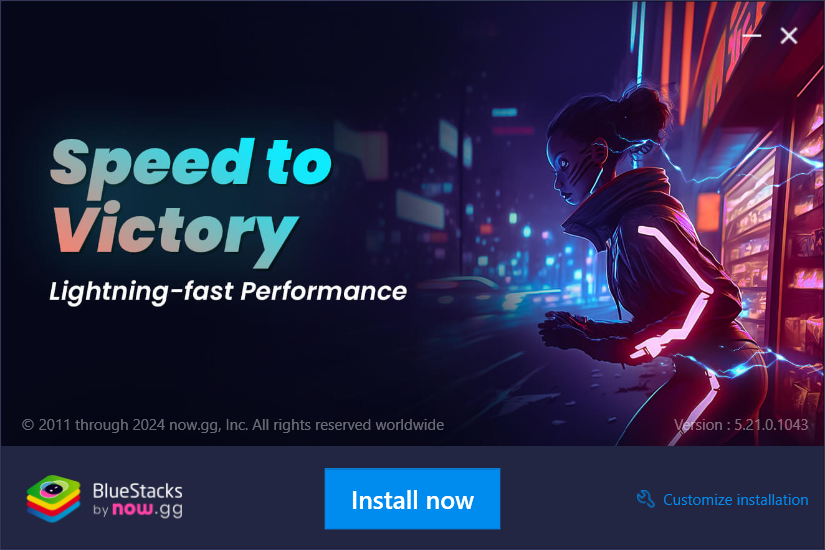 Speed to
Victory
Lightning-fast Performance
© 2011 through 2024 now.gg, Inc. All rights reserved worldwide
Version : 5.21.0.1043
BlueStacks
by now.gg
Install now
Customize installation